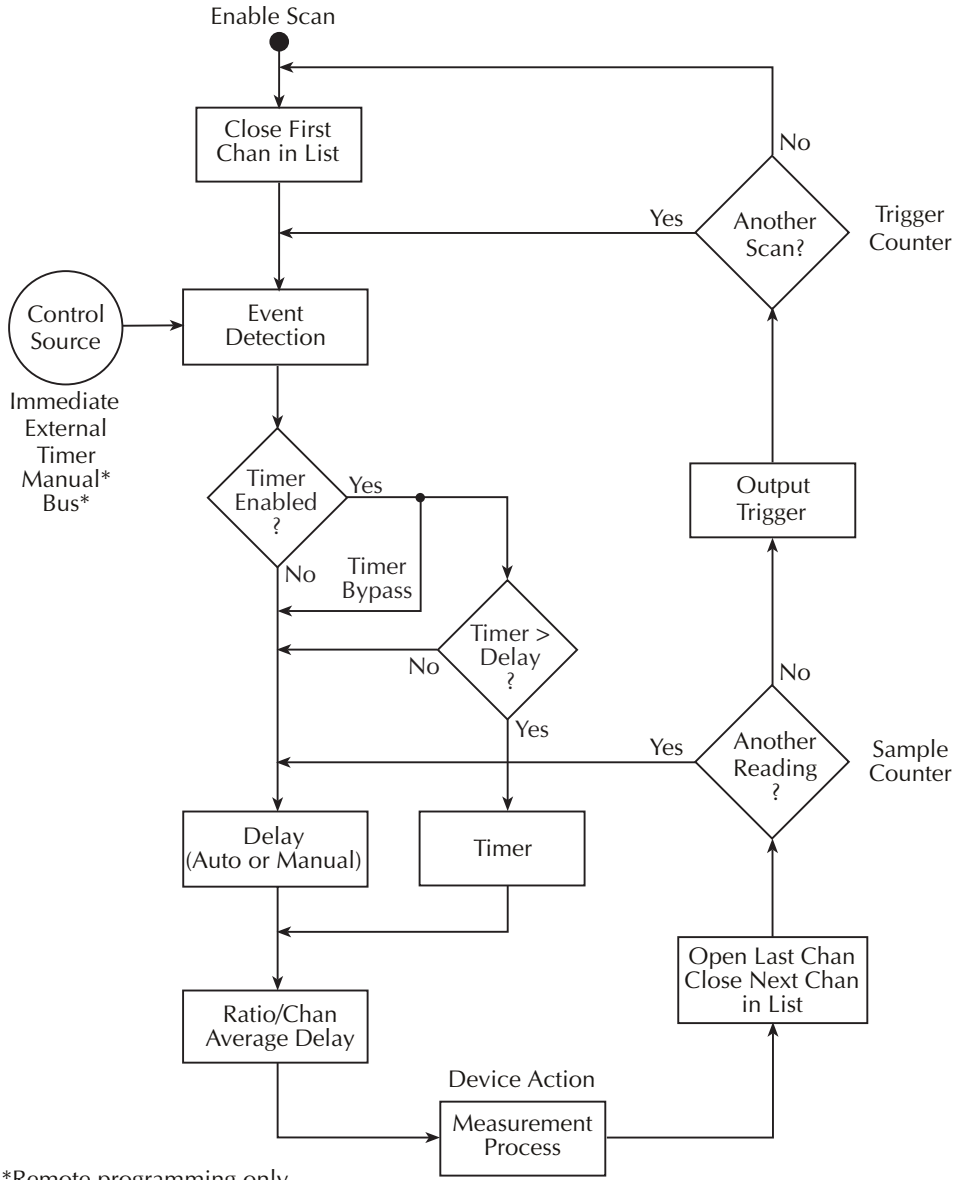 Enable Scan
Close First
Chan in List
No
Another
Scan?
Trigger
Counter
Yes
Control
Source
Event
Detection
Immediate
External
Timer
Manual*
Bus*
Timer
Enabled
?
Yes
No
Timer
Bypass
Output
Trigger
Timer >
Delay
?
No
Yes
No
Another
Reading
?
Yes
Sample
Counter
Delay
(Auto or Manual)
Timer
Open Last Chan
Close Next Chan
in List
Ratio/Chan
Average Delay
Device Action
Measurement
Process
*Remote programming only